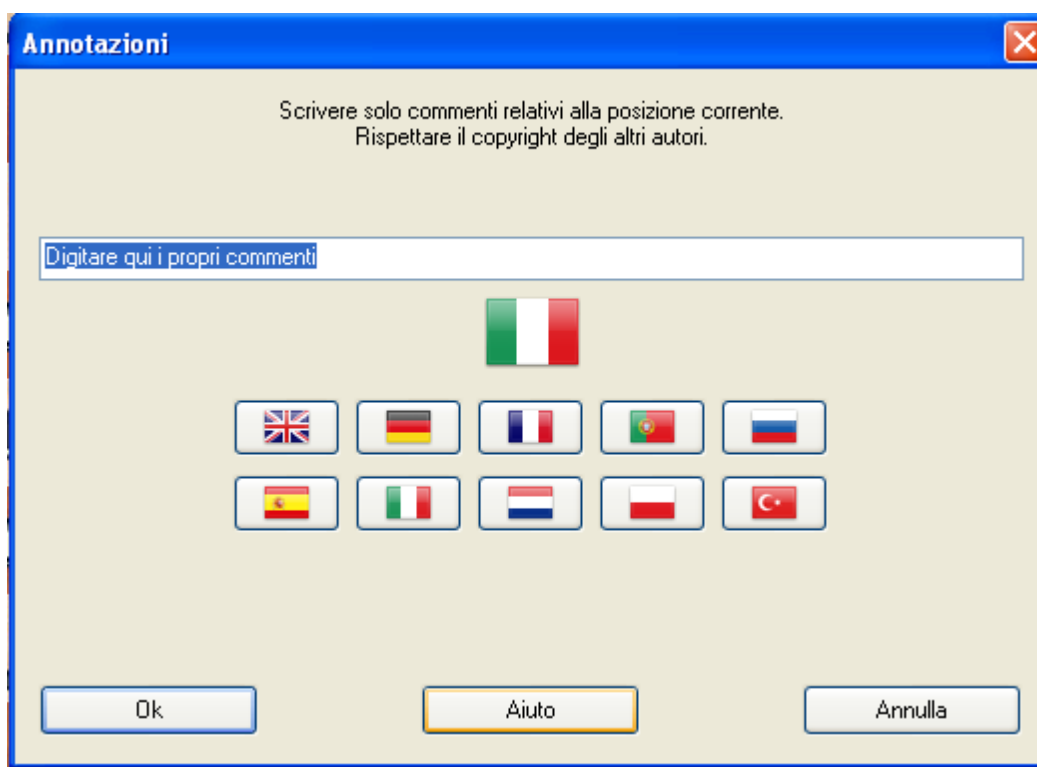 Annotazioni
Scrivere solo commenti relativi alla posizione corrente.
Rispettare il copyright degli altri autori.
Digitare qui i propri commenti
Ok
Aiuto
Annulla